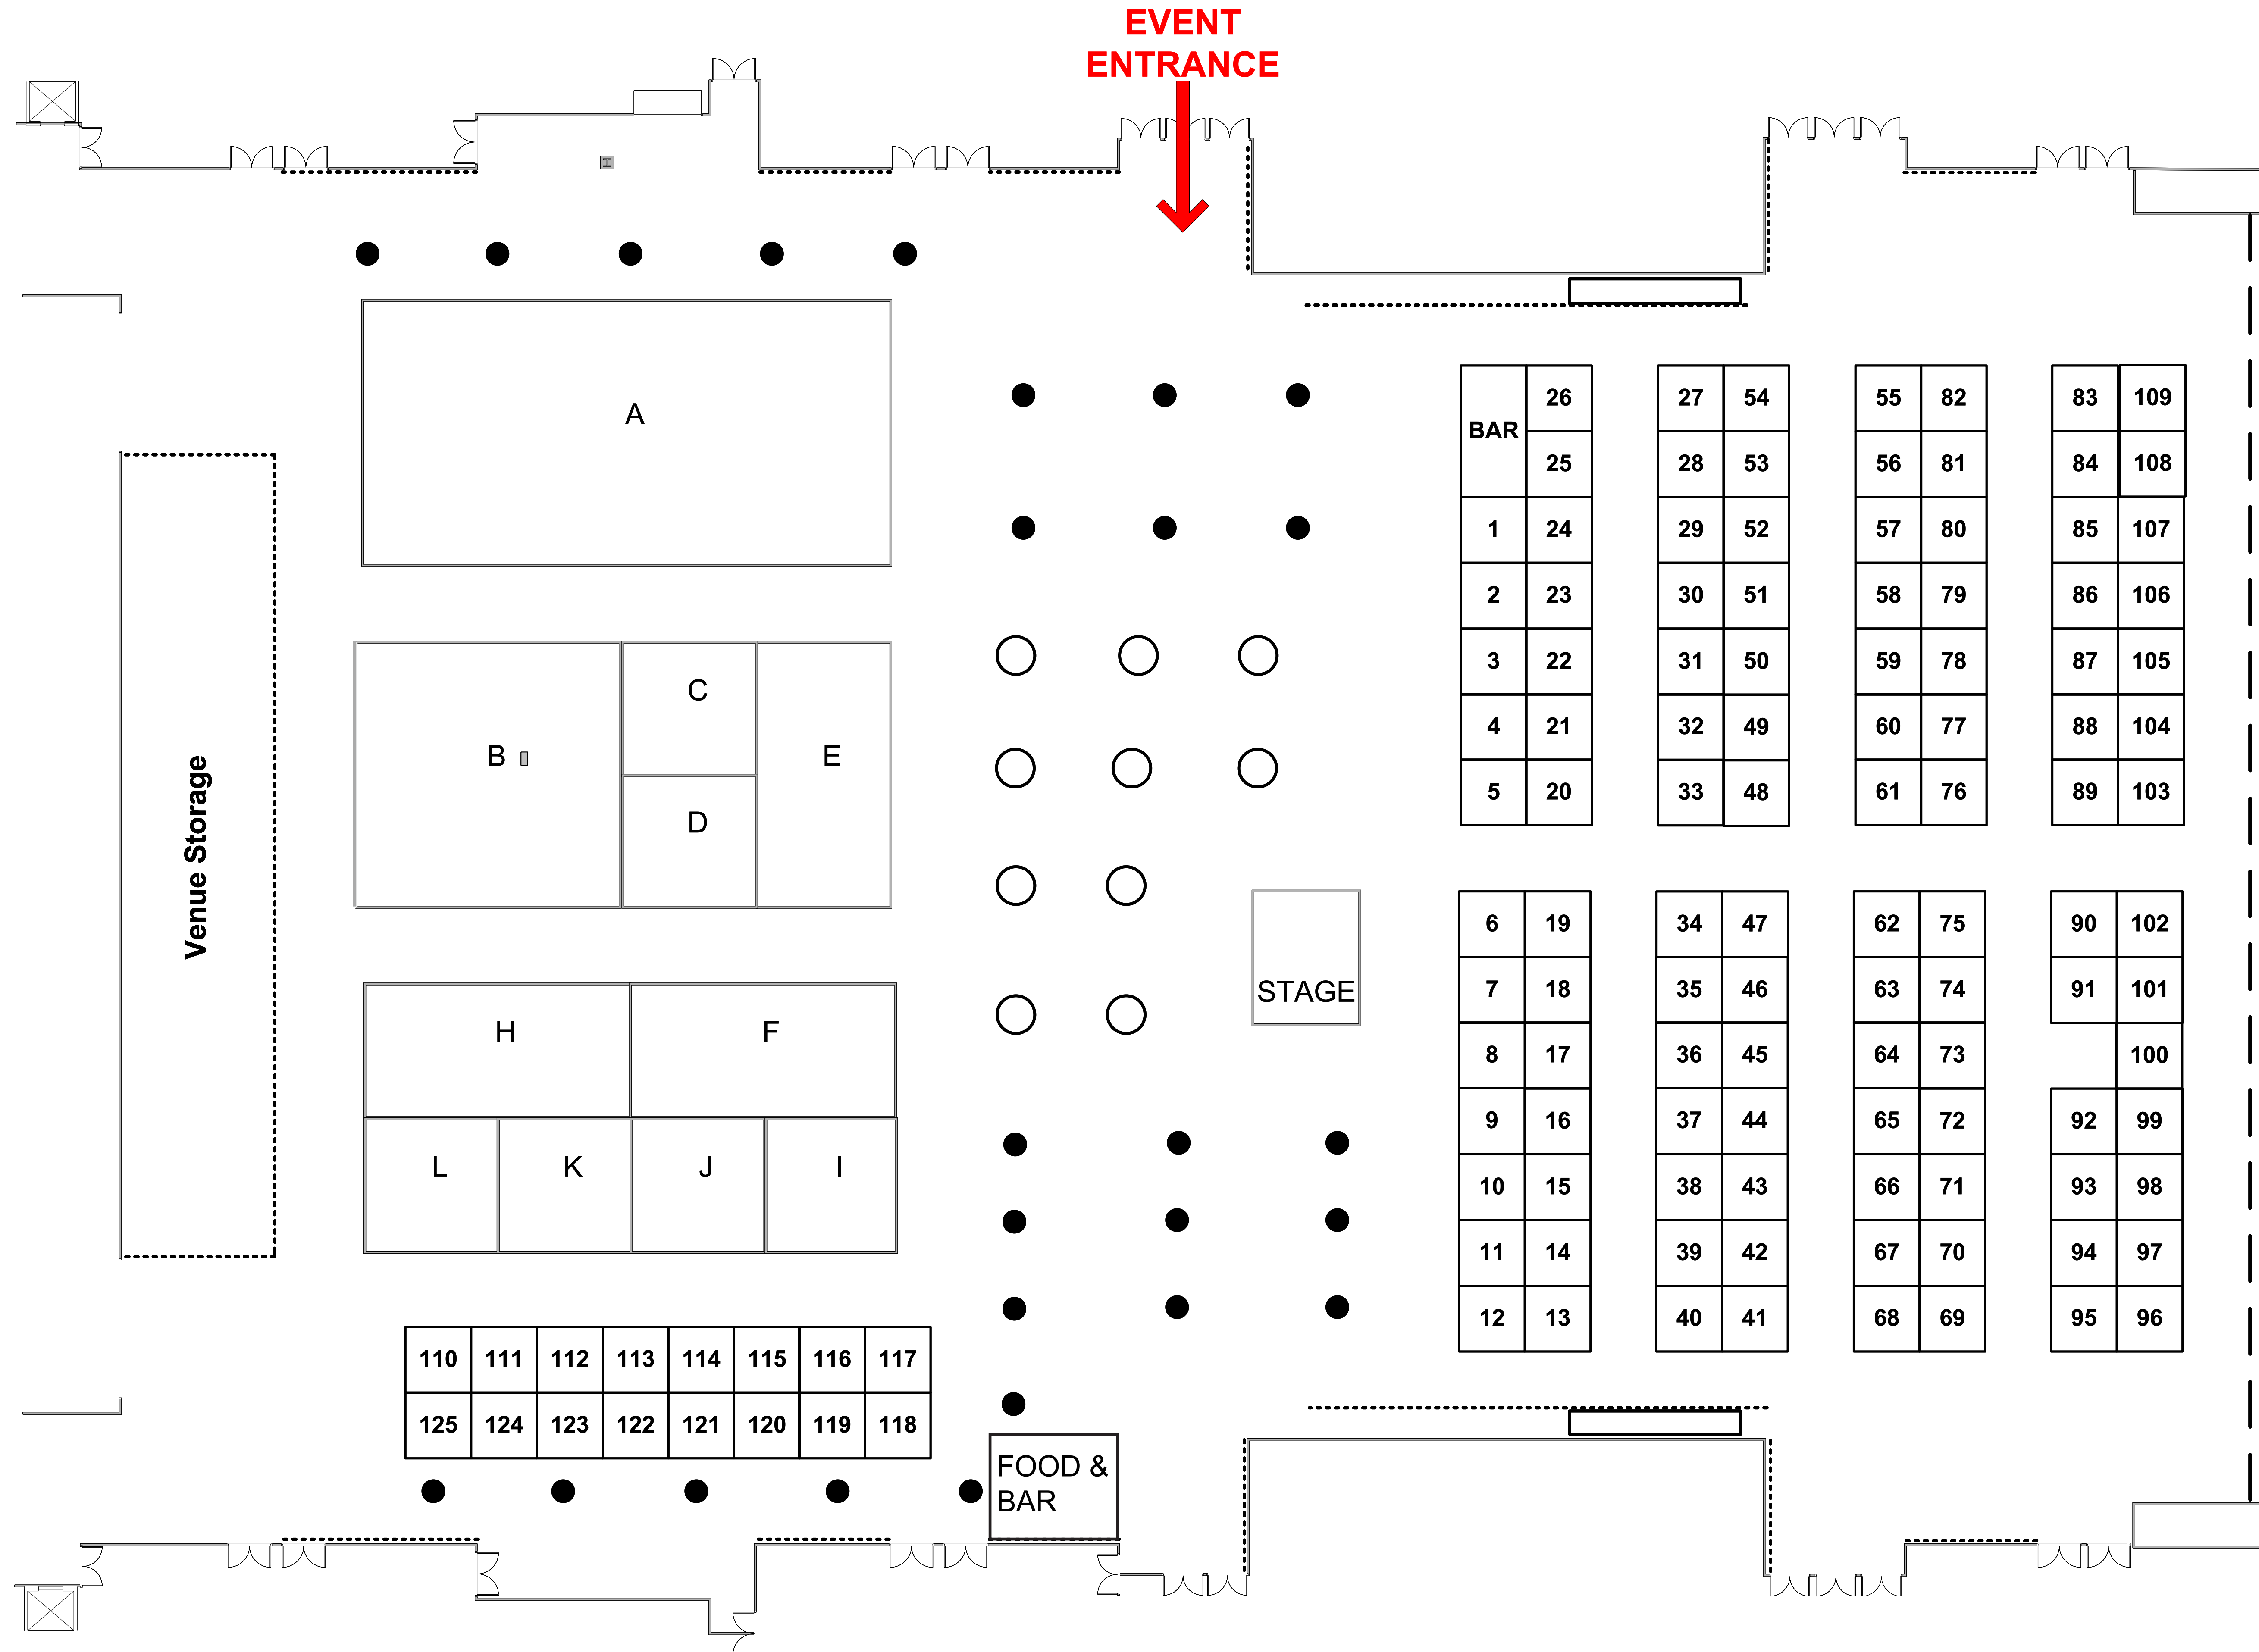 EVENT
ENTRANCE
A
B
C
D
E
H
F
L
K
J
I
Venue Storage
STAGE
FOOD &
BAR
BAR
26 27 54 55 82 83 109
25 28 53 56 81 84 108
1 24 29 52 57 80 85 107
2 23 30 51 58 79 86 106
3 22 31 50 59 78 87 105
4 21 32 49 60 77 88 104
5 20 33 48 61 76 89 103
6 19 34 47 62 75 90 102
7 18 35 46 63 74 91 101
8 17 36 45 64 73 100
9 16 37 44 65 72 92 99
10 15 38 43 66 71 93 98
11 14 39 42 67 70 94 97
12 13 40 41 68 69 95 96
110 111 112 113 114 115 116 117
125 124 123 122 121 120 119 118